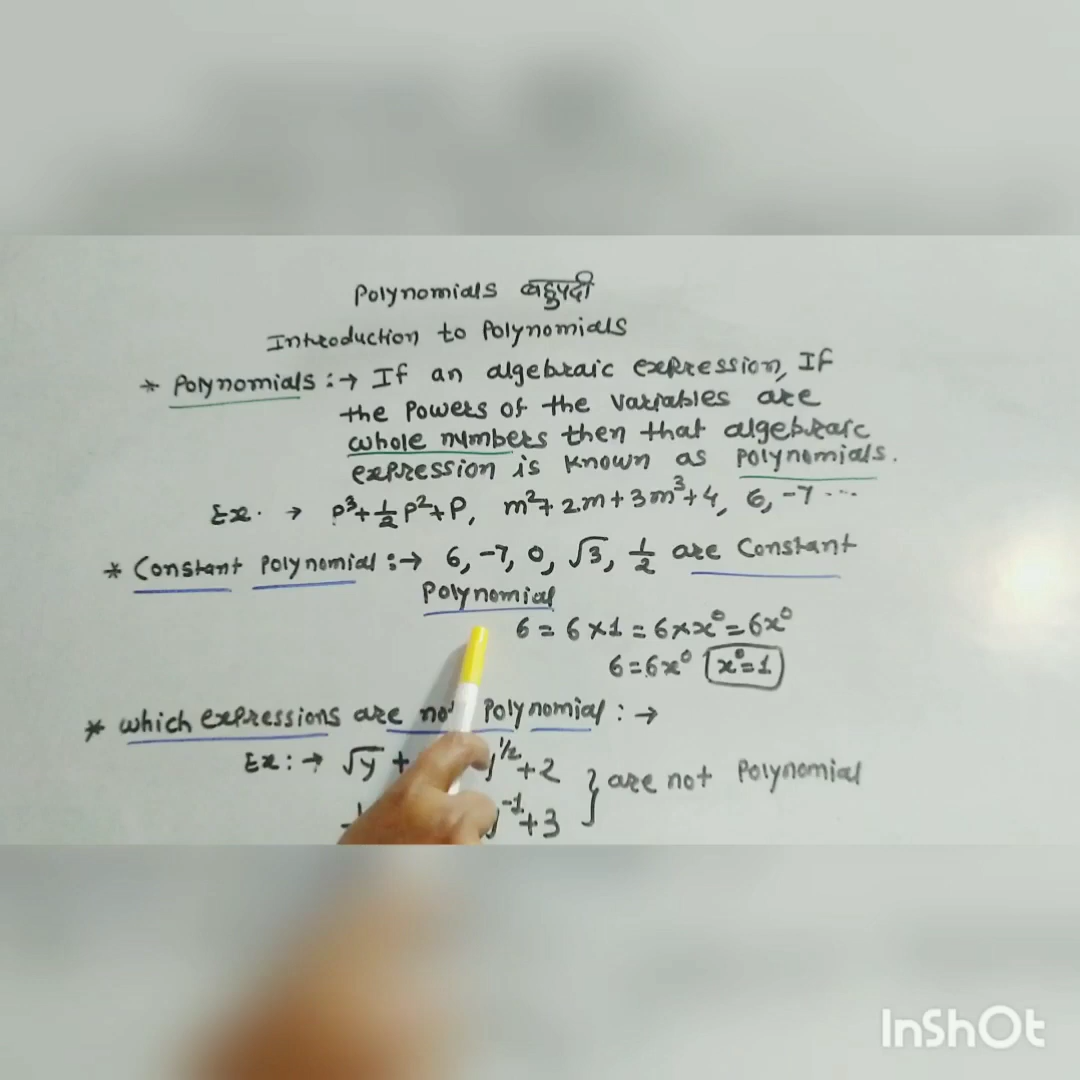 Polynomials बहुपदी
Introduction to Polynomials
* Polynomials :→ If an algebraic expression, If
the Powers of the variables are
whole numbers then that algebraic
expression is known as polynomials.
Ex. → P³+½P²+P, m²+2m+3m³+4, 6, -7 ...
* Constant Polynomial :→ 6, -7, 0, √3, ½ are Constant
Polynomial
6 = 6×1 = 6×x⁰ = 6x⁰
6=6x⁰ x⁰=1
* which expressions are not Polynomial : →
Ex : → √y + y^1/2 +2 } are not Polynomial
y⁻¹+3
InShOt